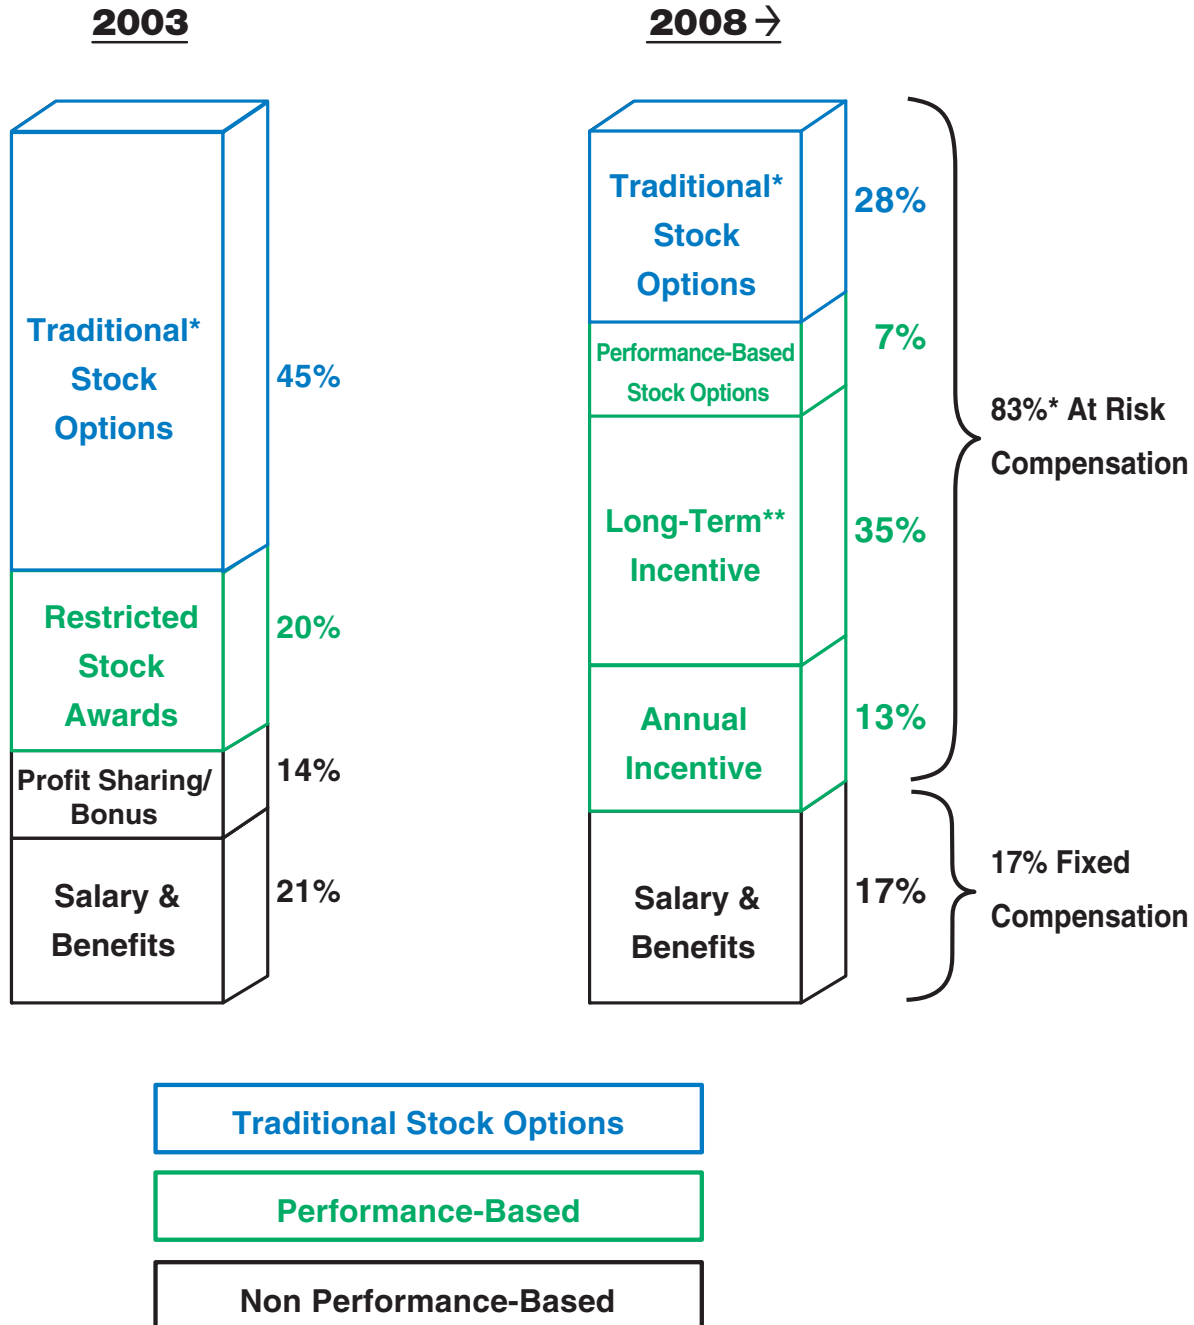 2003
Traditional*
Stock
Options
45%
Restricted
Stock
Awards
20%
Profit Sharing/
Bonus
14%
Salary &
Benefits
21%
2008 →
Traditional*
Stock
Options
28%
Performance-Based
Stock Options
7%
Long-Term**
Incentive
35%
Annual
Incentive
13%
Salary &
Benefits
17%
83%* At Risk
Compensation
17% Fixed
Compensation
Traditional Stock Options
Performance-Based
Non Performance-Based